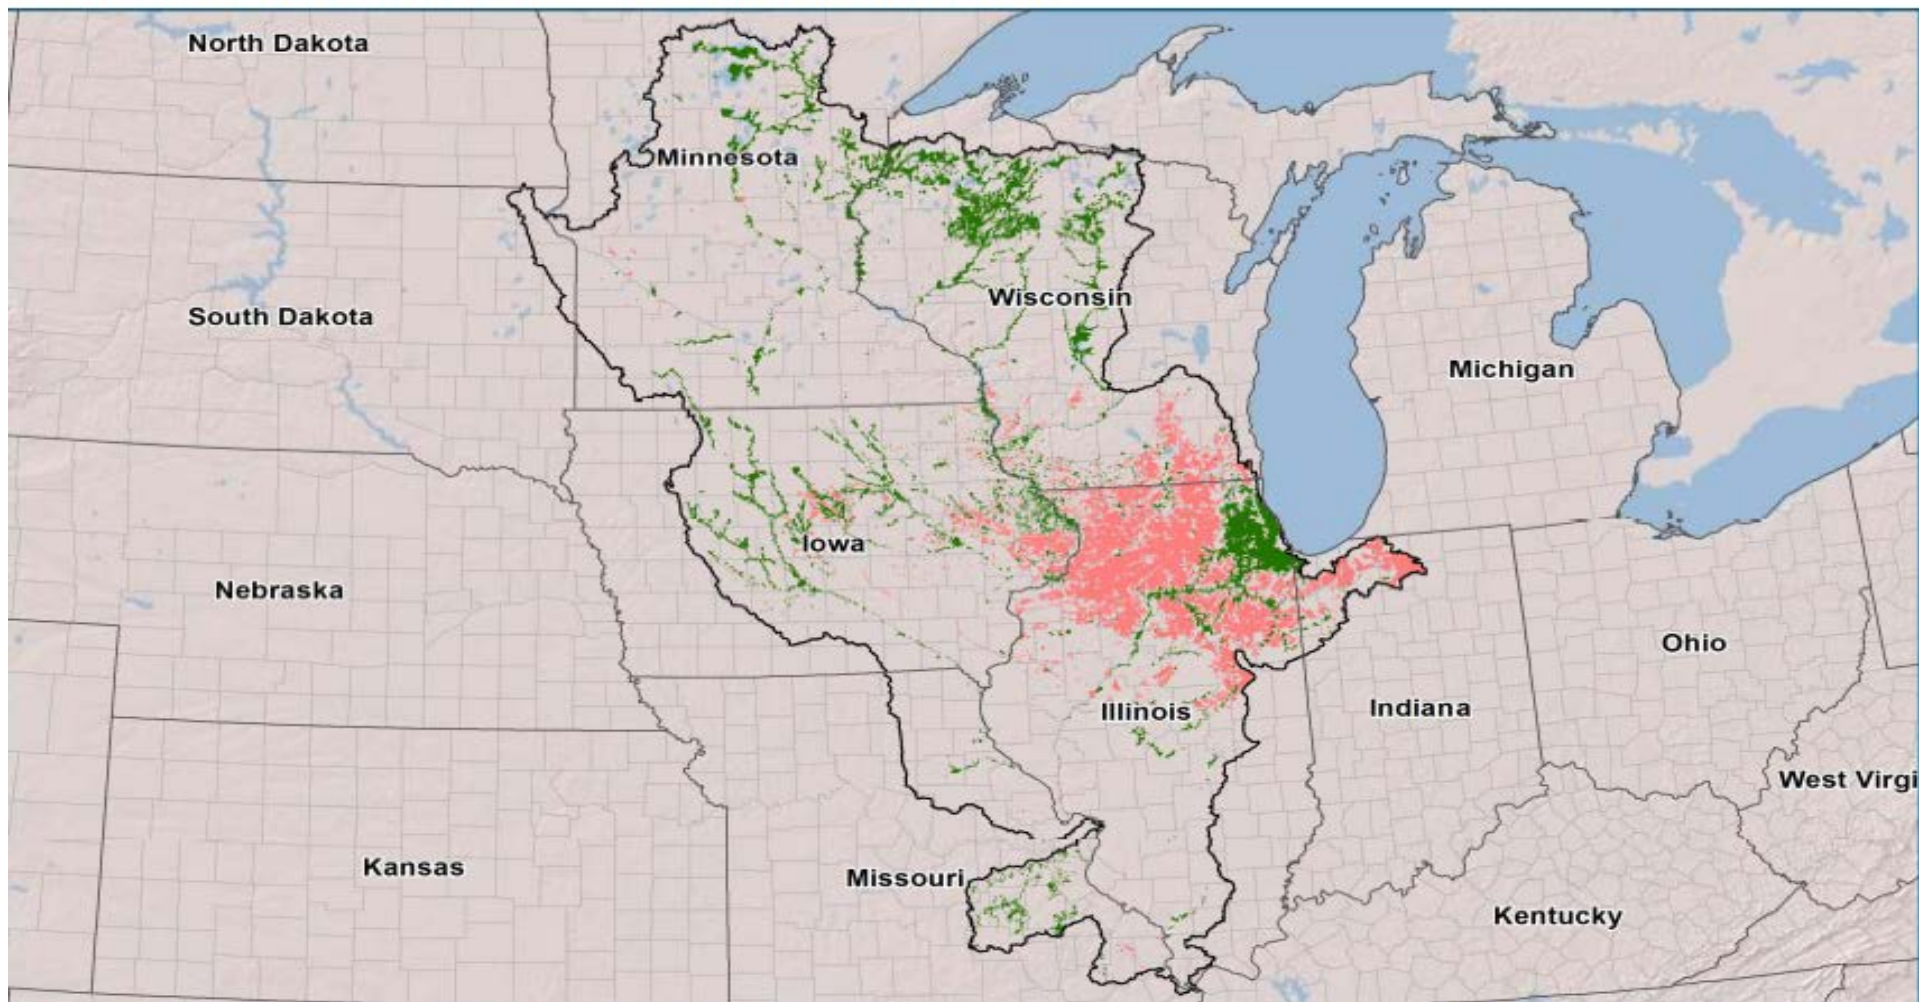 North Dakota
Minnesota
Wisconsin
South Dakota
Michigan
Iowa
Nebraska
Ohio
Illinois
Indiana
West Virgi
Kansas
Missouri
Kentucky